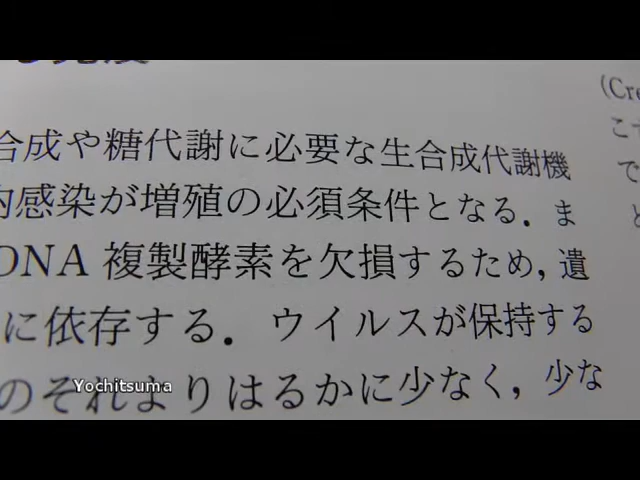 合成や糖代謝に必要な生合成代謝機
内感染が増殖の必須条件となる．ま
DNA 複製酵素を欠損するため，遺
に依存する．ウイルスが保持する
のそれよりはるかに少なく，少な
(Cre
こ
で
と
Yochitsuma